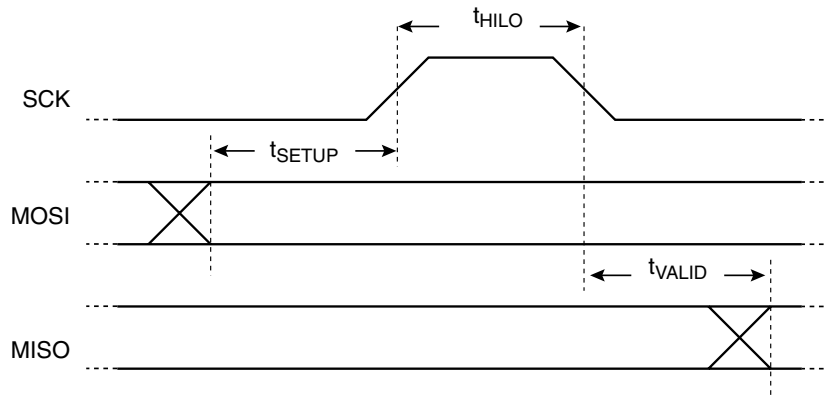 tHILO
SCK
tSETUP
MOSI
tVALID
MISO